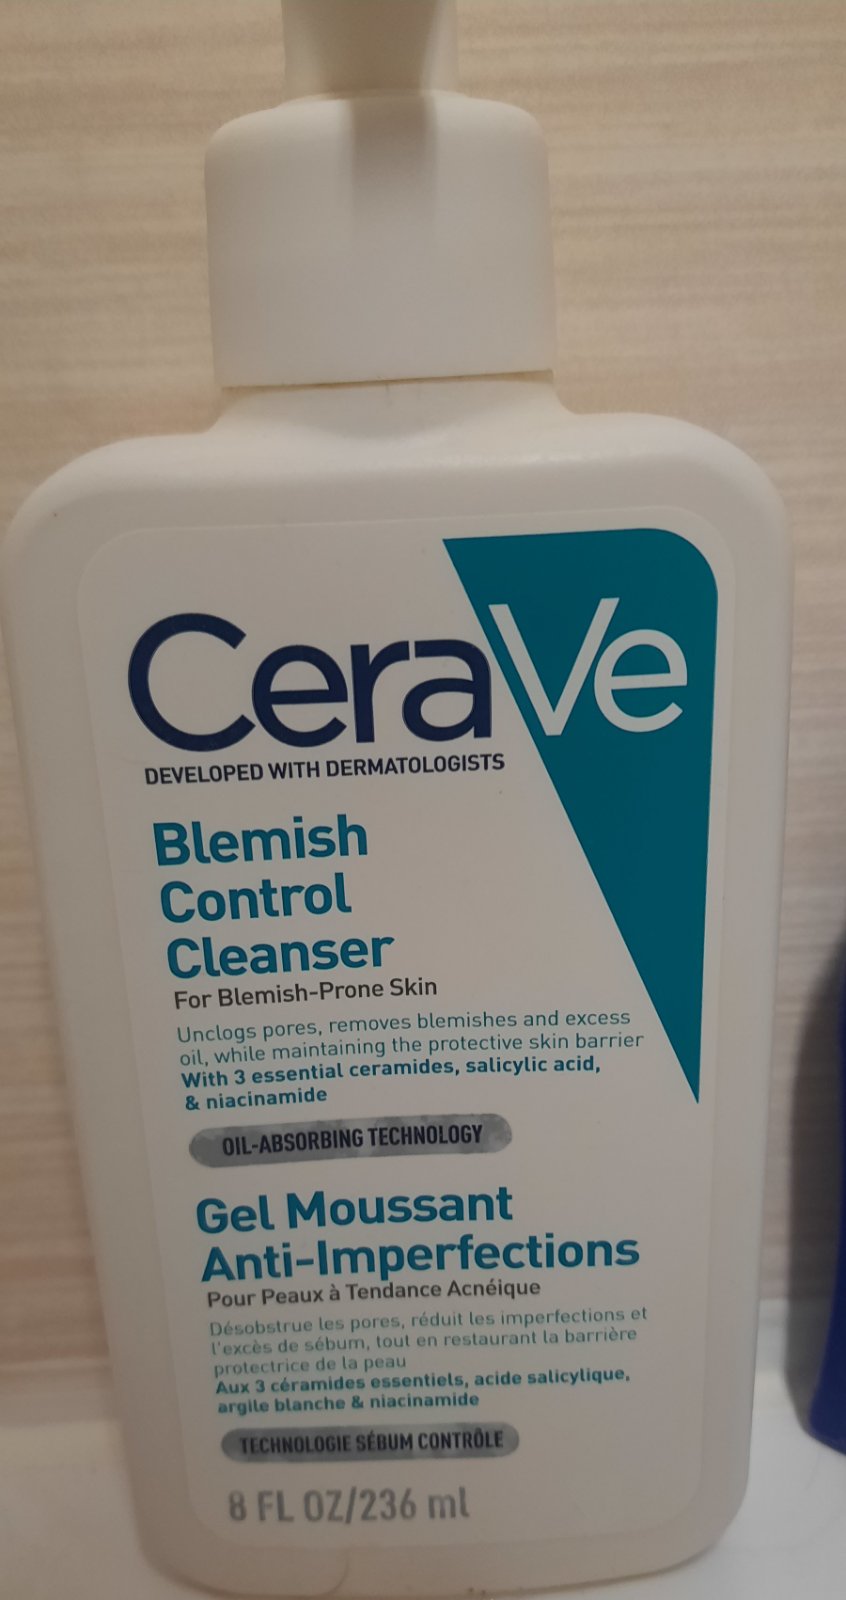 CeraVe
DEVELOPED WITH DERMATOLOGISTS
Blemish
Control
Cleanser
For Blemish-Prone Skin
Unclogs pores, removes blemishes and excess
oil, while maintaining the protective skin barrier
With 3 essential ceramides, salicylic acid,
& niacinamide
OIL-ABSORBING TECHNOLOGY
Gel Moussant
Anti-Imperfections
Pour Peaux à Tendance Acnéique
Désobstrue les pores, réduit les imperfections et
l'excès de sébum, tout en restaurant la barrière
protectrice de la peau
Aux 3 céramides essentiels, acide salicylique,
argile blanche & niacinamide
TECHNOLOGIE SÉBUM CONTRÔLE
8 FL OZ/236 ml